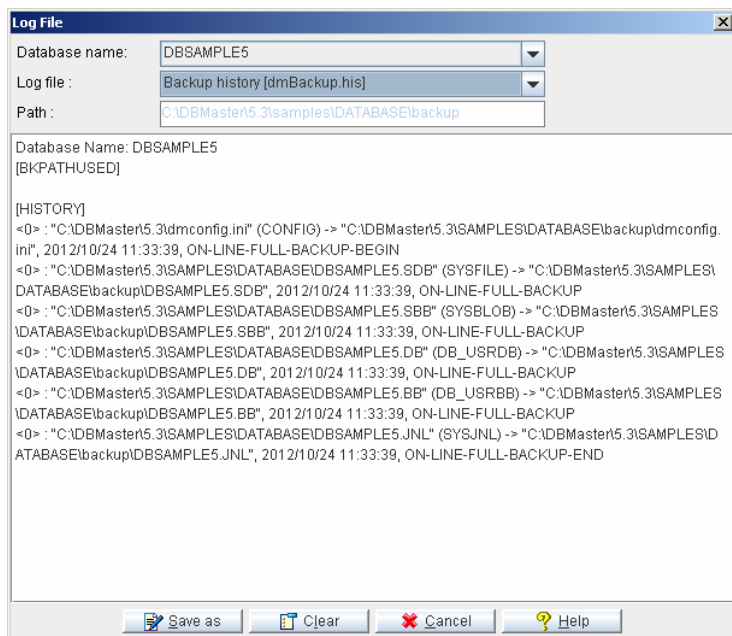 Log File
Database name: DBSAMPLE5
Log file : Backup history [dmBackup.his]
Path : C:\DBMaster\5.3\samples\DATABASE\backup
Database Name: DBSAMPLE5
[BKPATHUSED]
[HISTORY]
<0> : "C:\DBMaster\5.3\dmconfig.ini" (CONFIG) -> "C:\DBMaster\5.3\SAMPLES\DATABASE\backup\dmconfig.
ini", 2012/10/24 11:33:39, ON-LINE-FULL-BACKUP-BEGIN
<0> : "C:\DBMaster\5.3\SAMPLES\DATABASE\DBSAMPLE5.SDB" (SYSFILE) -> "C:\DBMaster\5.3\SAMPLES\
DATABASE\backup\DBSAMPLE5.SDB", 2012/10/24 11:33:39, ON-LINE-FULL-BACKUP
<0> : "C:\DBMaster\5.3\SAMPLES\DATABASE\DBSAMPLE5.SBB" (SYSBLOB) -> "C:\DBMaster\5.3\SAMPLES
\DATABASE\backup\DBSAMPLE5.SBB", 2012/10/24 11:33:39, ON-LINE-FULL-BACKUP
<0> : "C:\DBMaster\5.3\SAMPLES\DATABASE\DBSAMPLE5.DB" (DB_USRDB) -> "C:\DBMaster\5.3\SAMPLES
\DATABASE\backup\DBSAMPLE5.DB", 2012/10/24 11:33:39, ON-LINE-FULL-BACKUP
<0> : "C:\DBMaster\5.3\SAMPLES\DATABASE\DBSAMPLE5.BB" (DB_USRBB) -> "C:\DBMaster\5.3\SAMPLES
\DATABASE\backup\DBSAMPLE5.BB", 2012/10/24 11:33:39, ON-LINE-FULL-BACKUP
<0> : "C:\DBMaster\5.3\SAMPLES\DATABASE\DBSAMPLE5.JNL" (SYSJNL) -> "C:\DBMaster\5.3\SAMPLES\D
ATABASE\backup\DBSAMPLE5.JNL", 2012/10/24 11:33:39, ON-LINE-FULL-BACKUP-END
Save as Clear Cancel Help